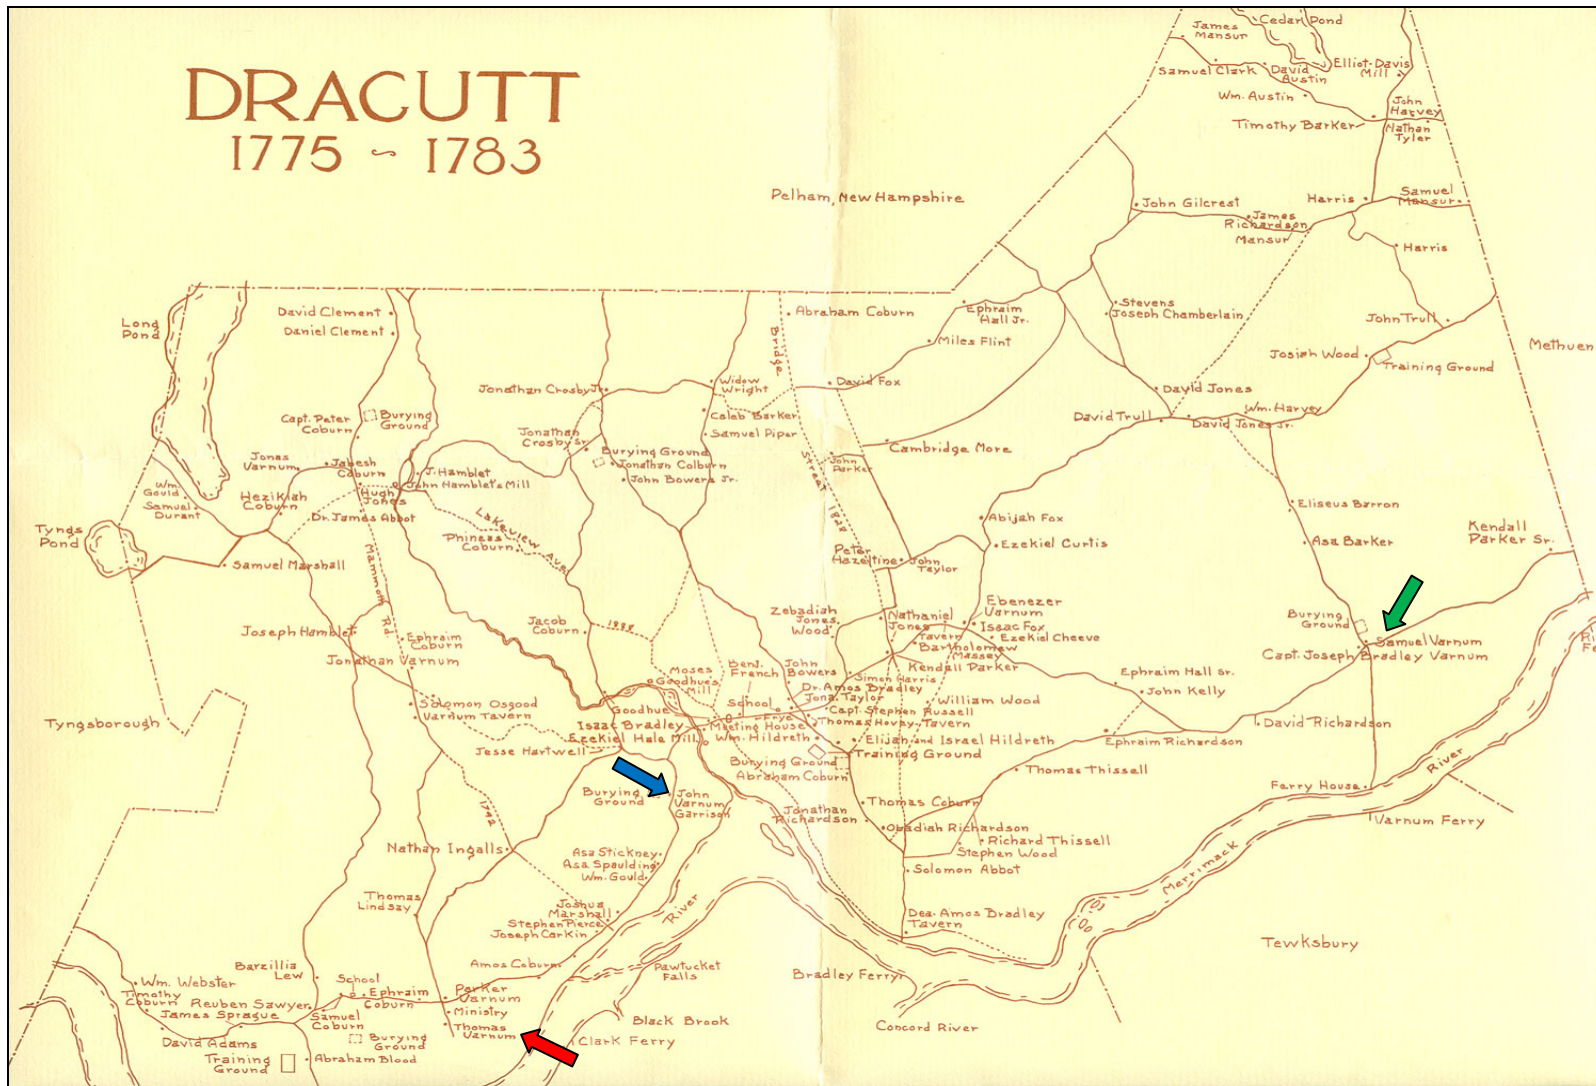 DRACUTT
1775 ~ 1783
Pelham, New Hampshire
James
Mansur
Cedar Pond
Samuel Clark
David
Austin
Elliot-Davis
Mill
Wm. Austin
John
Harvey
Timothy Barker
Nathan
Tyler
John Gilcrest
James
Richardson
Mansur
Harris
Samuel
Mansur
Harris
Stevens
Joseph Chamberlain
John Trull
Methuen
Josiah Wood
Training Ground
Long
Pond
David Clement
Daniel Clement
Abraham Coburn
Ephraim
Hall Jr.
Miles Flint
Bridge
Street 1828
Jonathan Crosby Jr.
Widow
Wright
David Fox
David Jones
David Trull
Wm. Harvey
David Jones Jr.
Capt. Peter
Coburn
Burying
Ground
Caleb Barker
Samuel Piper
Jonathan
Crosby Sr.
Burying Ground
Jonathan Colburn
John Bowers Jr.
Cambridge More
John
Parker
Jonas
Varnum
Jabesh
Coburn
J. Hamblet
John Hamblet's Mill
Wm.
Gould
Samuel
Durant
Hezikiah
Coburn
Hugh
Jones
Dr. James Abbot
Lakeview Ave.
Phineas
Coburn
Eliseus Barron
Asa Barker
Kendall
Parker Sr.
Abijah Fox
Ezekiel Curtis
Tyngs
Pond
Samuel Marshall
Mammoth Rd.
Peter
Hazeltine
John
Taylor
Joseph Hamblet
Ephraim
Coburn
Jonathan Varnum
Jacob
Coburn
Zebadiah
Jones
Wood
Nathaniel
Jones
Tavern
Bartholomew
Massey
Kendall Parker
Ebenezer
Varnum
Isaac Fox
Ezekiel Cheeve
Burying
Ground
Samuel Varnum
Capt. Joseph Bradley Varnum
Moses
Goodhue's
Mill
Benj.
French
John
Bowers
Simon Harris
Dr. Amos Bradley
Jona. Taylor
Ephraim Hall Sr.
John Kelly
William Wood
Tyngsborough
Solomon Osgood
Vardum Tavern
Goodhue
School
Frye
Capt. Stephen Russell
Thomas Hovey-Tavern
Isaac Bradley
Meeting House
Ezekiel Hale Mill
Wm. Hildreth
Elijah and Israel Hildreth
David Richardson
Ephraim Richardson
Jesse Hartwell
Training Ground
Burying Ground
Abraham Coburn
Thomas Thissell
River
1792
Burying
Ground
John
Varnum
Garrison
Jonathan
Richardson
Thomas Coburn
Obadiah Richardson
Richard Thissell
Stephen Wood
Solomon Abbot
Ferry House
Varnum Ferry
Nathan Ingalls
Asa Stickney
Asa Spaulding
Wm. Gould
Merrimack
Thomas
Lindsay
Joshua
Marshall
Stephen Pierce
Joseph Carkin
River
Dea. Amos Bradley
Tavern
Tewksbury
Barzillia
Lew
Amos Coburn
Pawtucket
Falls
Bradley Ferry
Wm. Webster
Timothy
Coburn
Reuben Sawyer
School
Ephraim
Coburn
Parker
Varnum
Ministry
Thomas
Varnum
James Sprague
Samuel
Coburn
David Adams
Burying
Ground
Black Brook
Clark Ferry
Concord River
Training
Ground
Abraham Blood